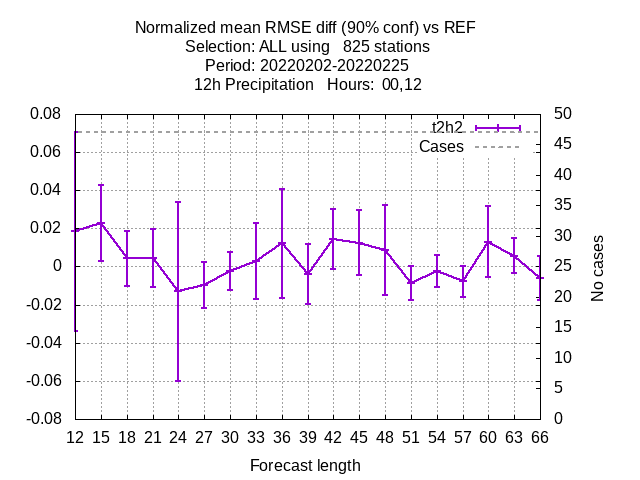 Normalized mean RMSE diff (90% conf) vs REF
Selection: ALL using   825 stations
Period: 20220202-20220225
12h Precipitation   Hours:  00,12
0.08
0.06
0.04
0.02
0
-0.02
-0.04
-0.06
-0.08
t2h2
Cases
50
45
40
35
30
25
20
15
10
5
0
No cases
12 15 18 21 24 27 30 33 36 39 42 45 48 51 54 57 60 63 66
Forecast length